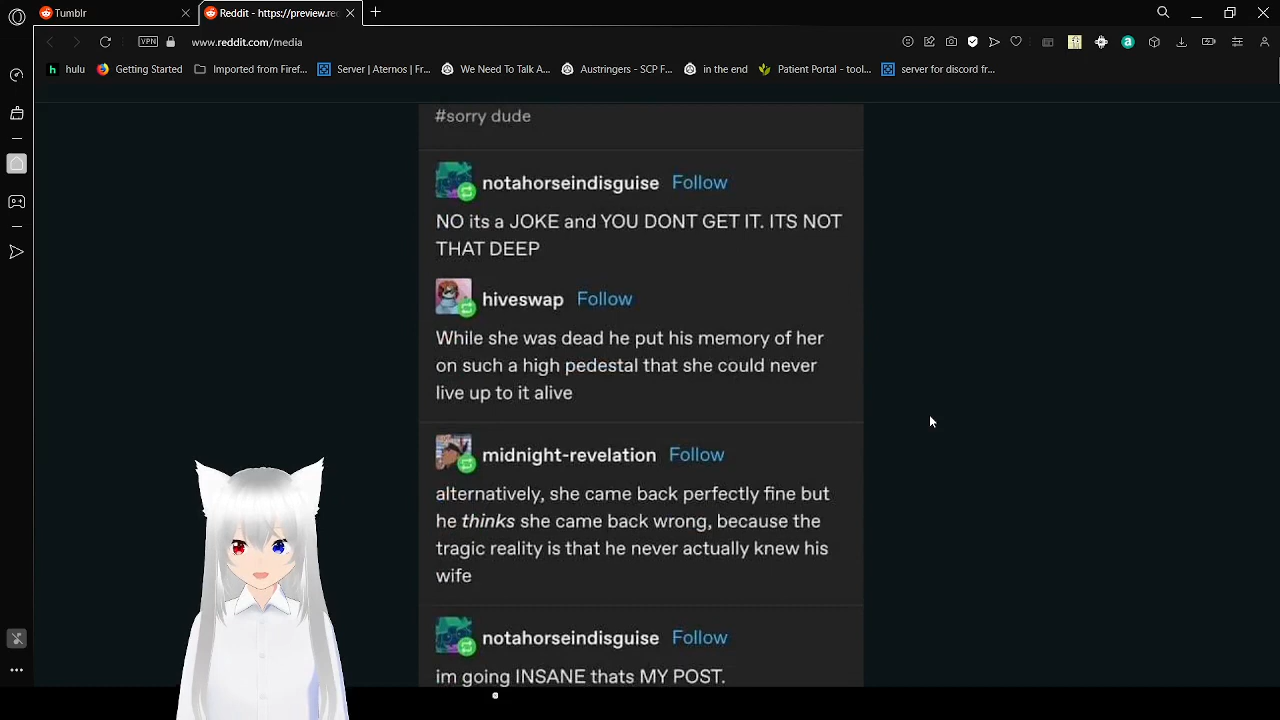 Tumblr
Reddit - https://preview.rec
VPN
www.reddit.com/media
hulu
Getting Started
Imported from Firef...
Server | Aternos | Fr...
We Need To Talk A...
Austringers - SCP F...
in the end
Patient Portal - tool...
server for discord fr...
#sorry dude
notahorseindisguise Follow
NO its a JOKE and YOU DONT GET IT. ITS NOT
THAT DEEP
hiveswap Follow
While she was dead he put his memory of her
on such a high pedestal that she could never
live up to it alive
midnight-revelation Follow
alternatively, she came back perfectly fine but
he thinks she came back wrong, because the
tragic reality is that he never actually knew his
wife
notahorseindisguise Follow
im going INSANE thats MY POST.